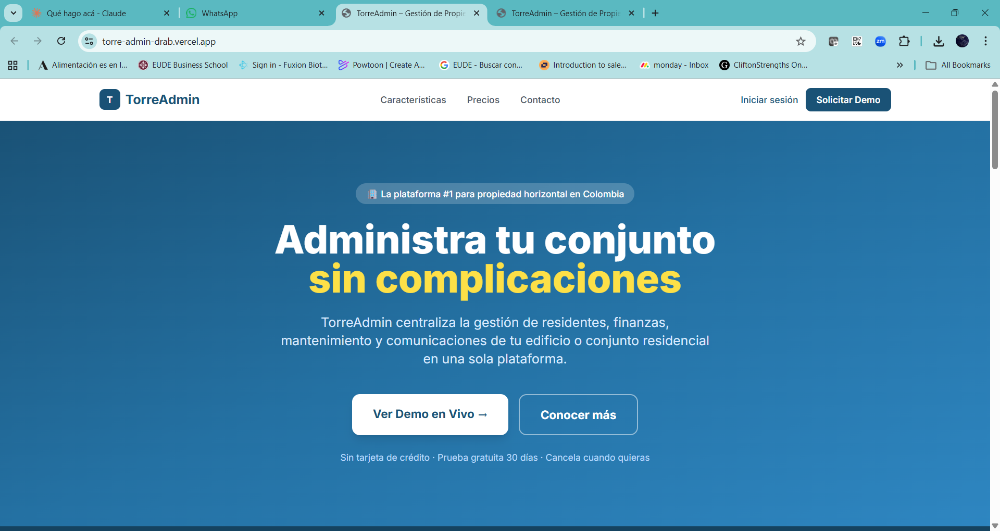 Qué hago acá - Claude
WhatsApp
TorreAdmin – Gestión de Propie
TorreAdmin – Gestión de Propie
torre-admin-drab.vercel.app
zm
Alimentación es en l...
EUDE Business School
Sign in - Fuxion Biot...
Powtoon | Create A...
EUDE - Buscar con...
Introduction to sale...
monday - Inbox
CliftonStrengths On...
All Bookmarks
T TorreAdmin
Características
Precios
Contacto
Iniciar sesión
Solicitar Demo
La plataforma #1 para propiedad horizontal en Colombia
Administra tu conjunto
sin complicaciones
TorreAdmin centraliza la gestión de residentes, finanzas,
mantenimiento y comunicaciones de tu edificio o conjunto residencial
en una sola plataforma.
Ver Demo en Vivo →
Conocer más
Sin tarjeta de crédito · Prueba gratuita 30 días · Cancela cuando quieras